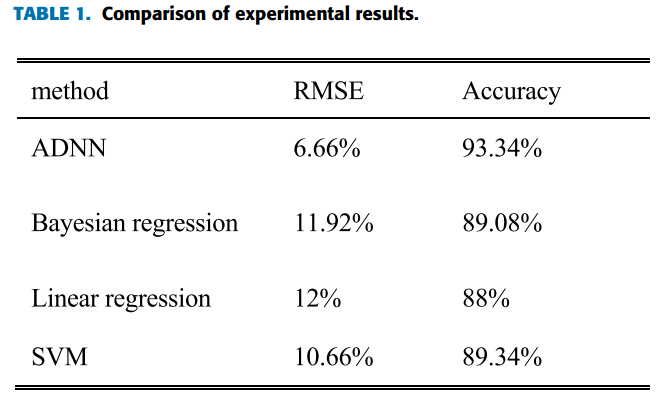 TABLE 1. Comparison of experimental results.
method RMSE Accuracy
ADNN 6.66% 93.34%
Bayesian regression 11.92% 89.08%
Linear regression 12% 88%
SVM 10.66% 89.34%